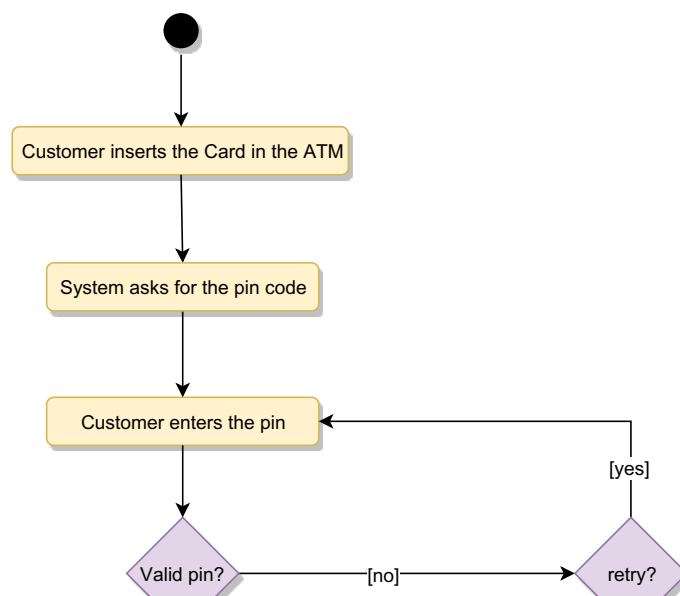 Customer inserts the Card in the ATM
System asks for the pin code
Customer enters the pin
[yes]
Valid pin?
[no]
retry?